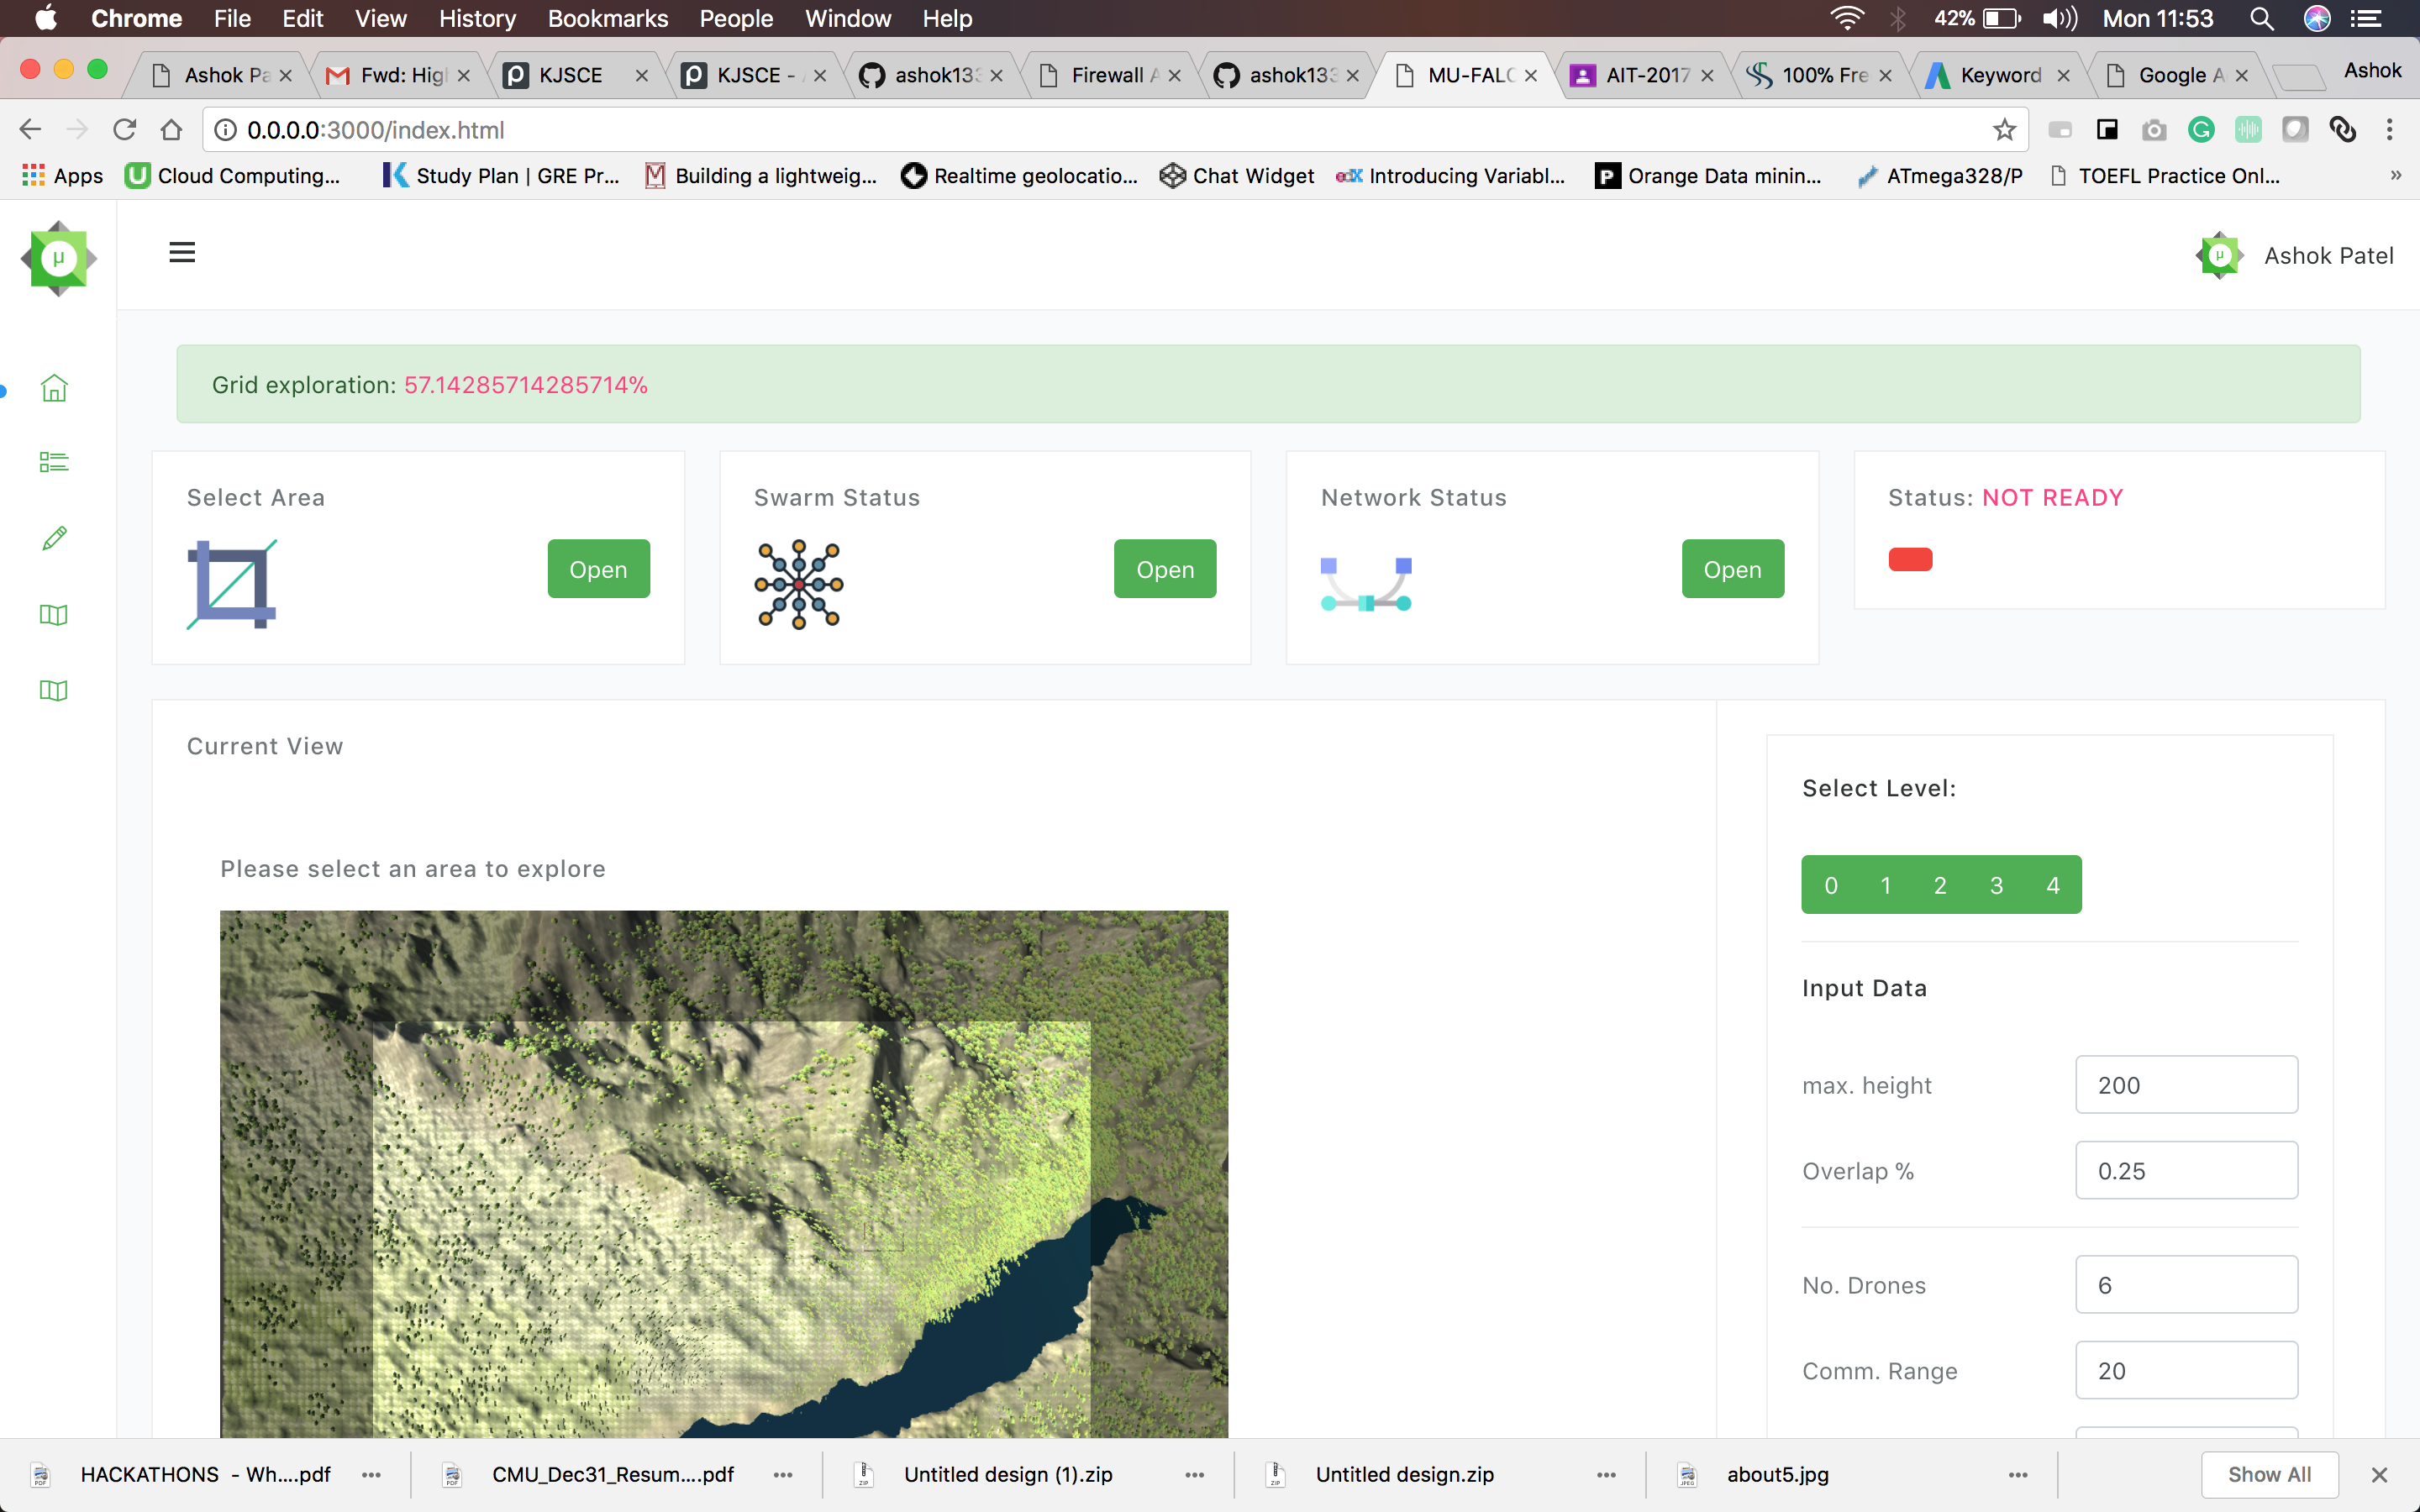 Chrome File Edit View History Bookmarks People Window Help 42% Mon 11:53
Ashok Pa Fwd: Hig KJSCE KJSCE - ashok133 Firewall A ashok133 MU-FALC AIT-2017 100% Fre Keyword Google A Ashok
0.0.0.0:3000/index.html
Apps Cloud Computing... Study Plan | GRE Pr... Building a lightweig... Realtime geolocatio... Chat Widget edX Introducing Variabl... P Orange Data minin... ATmega328/P TOEFL Practice Onl... »
µ
µ Ashok Patel
Grid exploration: 57.14285714285714%
Select Area
Open
Swarm Status
Open
Network Status
Open
Status: NOT READY
Current View
Please select an area to explore
Select Level:
0 1 2 3 4
Input Data
max. height 200
Overlap % 0.25
No. Drones 6
Comm. Range 20
HACKATHONS - Wh....pdf CMU_Dec31_Resum....pdf Untitled design (1).zip Untitled design.zip about5.jpg Show All